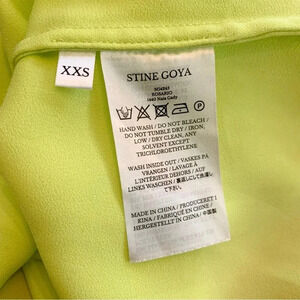 XXS
STINE GOYA
ROSARIO
HAND WASH / DO NOT BLEACH /
DO NOT TUMBLE DRY / IRON,
LOW / DRY CLEAN, ANY
SOLVENT EXCEPT
TRICHLOROETHYLENE
WASH INSIDE OUT / VASKES PÅ
VRANGEN / LAVAGE À
L'INTÉRIEUR DEHORS / AUF
LINKS WASCHEN /
MADE IN CHINA / PRODUCERET I
KINA / FABRIQUÉ EN CHINE /
HERGESTELLT IN CHINA / 中国製